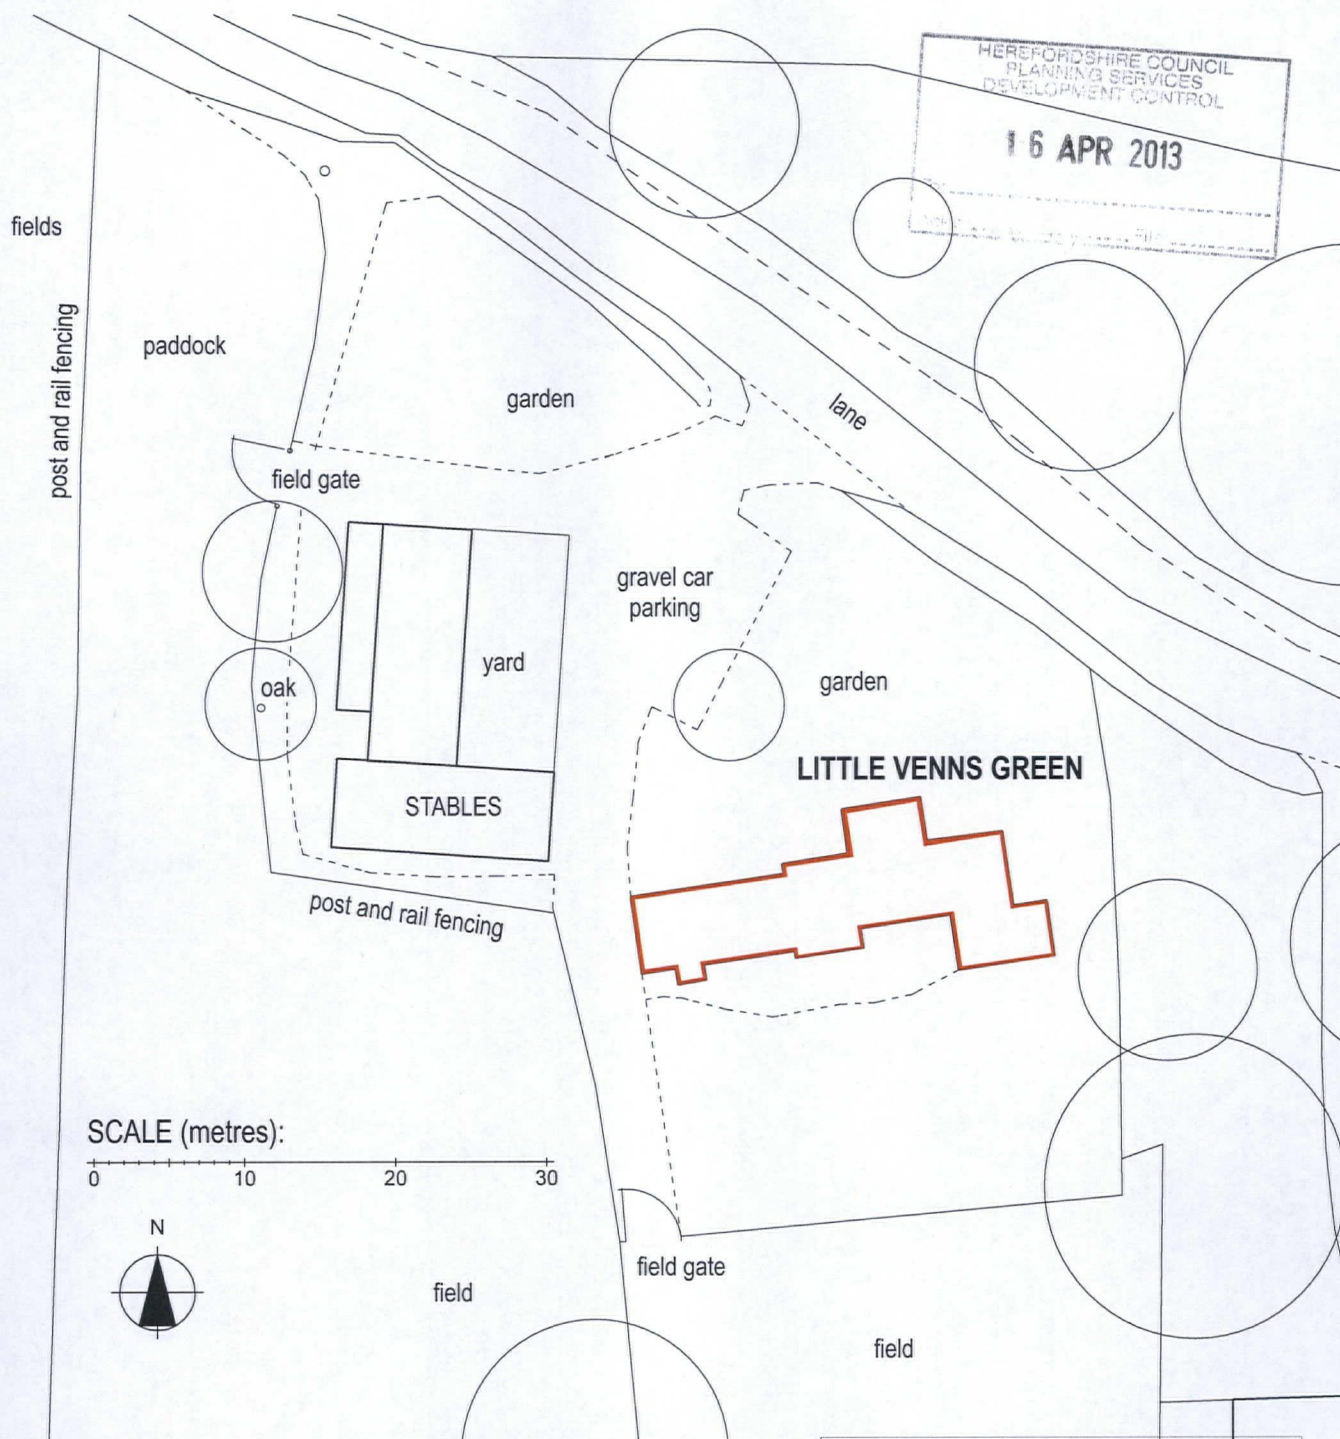 HEREFORDSHIRE COUNCIL
PLANNING SERVICES
DEVELOPMENT CONTROL
16 APR 2013
fields
post and rail fencing
paddock
garden
lane
field gate
gravel car
parking
yard
oak
garden
LITTLE VENNS GREEN
STABLES
post and rail fencing
SCALE (metres):
0 10 20 30
N
field gate
field
field